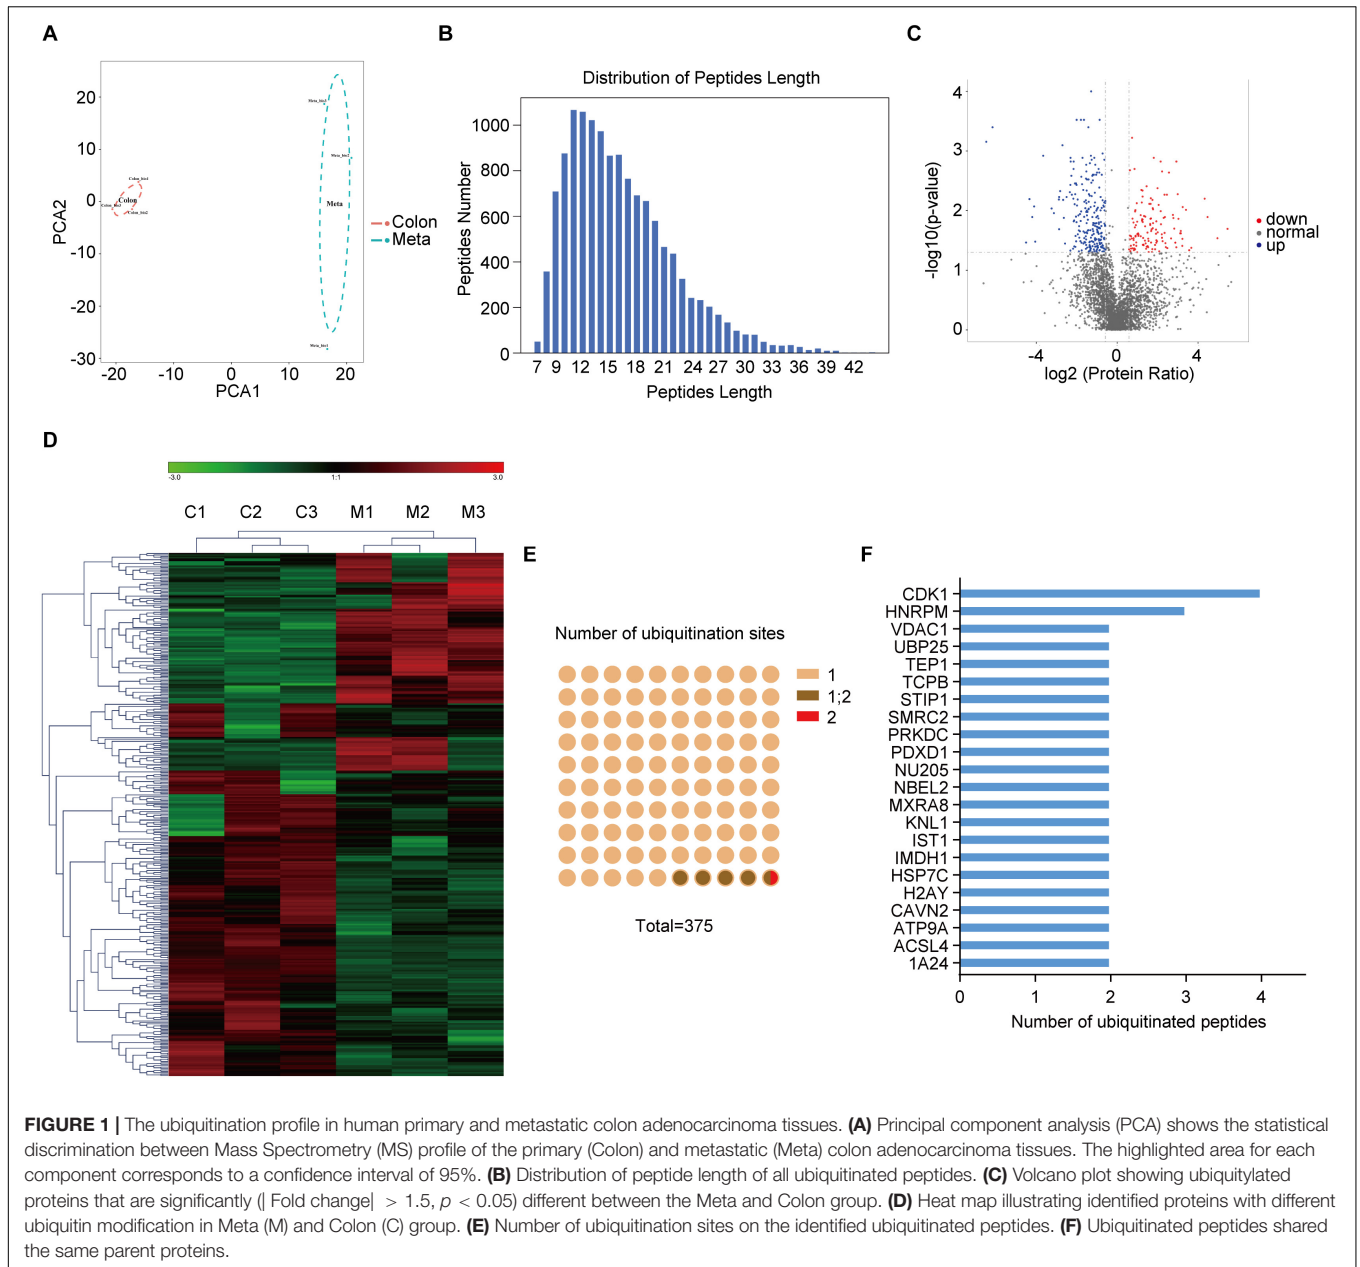 A
20
10
0
-10
-20
-30
PCA2
-20
-10
0
10
20
PCA1
Meta_bio3
Meta_bio2
Meta
Meta_bio1
Colon_bio1
Colon
Colon_bio3
Colon_bio2
Colon
Meta
B
Distribution of Peptides Length
1000
800
600
400
200
0
Peptides Number
7 9 12 15 18 21 24 27 30 33 36 39 42
Peptides Length
C
4
3
2
1
0
-log10(p-value)
-4 0 4
log2 (Protein Ratio)
down
normal
up
D
-3.0 1:1 3.0
C1 C2 C3 M1 M2 M3
E
Number of ubiquitination sites
1
1;2
2
Total=375
F
CDK1
HNRPM
VDAC1
UBP25
TEP1
TCPB
STIP1
SMRC2
PRKDC
PDXD1
NU205
NBEL2
MXRA8
KNL1
IST1
IMDH1
HSP7C
H2AY
CAVN2
ATP9A
ACSL4
1A24
0 1 2 3 4
Number of ubiquitinated peptides
FIGURE 1 | The ubiquitination profile in human primary and metastatic colon adenocarcinoma tissues. (A) Principal component analysis (PCA) shows the statistical
discrimination between Mass Spectrometry (MS) profile of the primary (Colon) and metastatic (Meta) colon adenocarcinoma tissues. The highlighted area for each
component corresponds to a confidence interval of 95%. (B) Distribution of peptide length of all ubiquitinated peptides. (C) Volcano plot showing ubiquitylated
proteins that are significantly (| Fold change| > 1.5, p < 0.05) different between the Meta and Colon group. (D) Heat map illustrating identified proteins with different
ubiquitin modification in Meta (M) and Colon (C) group. (E) Number of ubiquitination sites on the identified ubiquitinated peptides. (F) Ubiquitinated peptides shared
the same parent proteins.